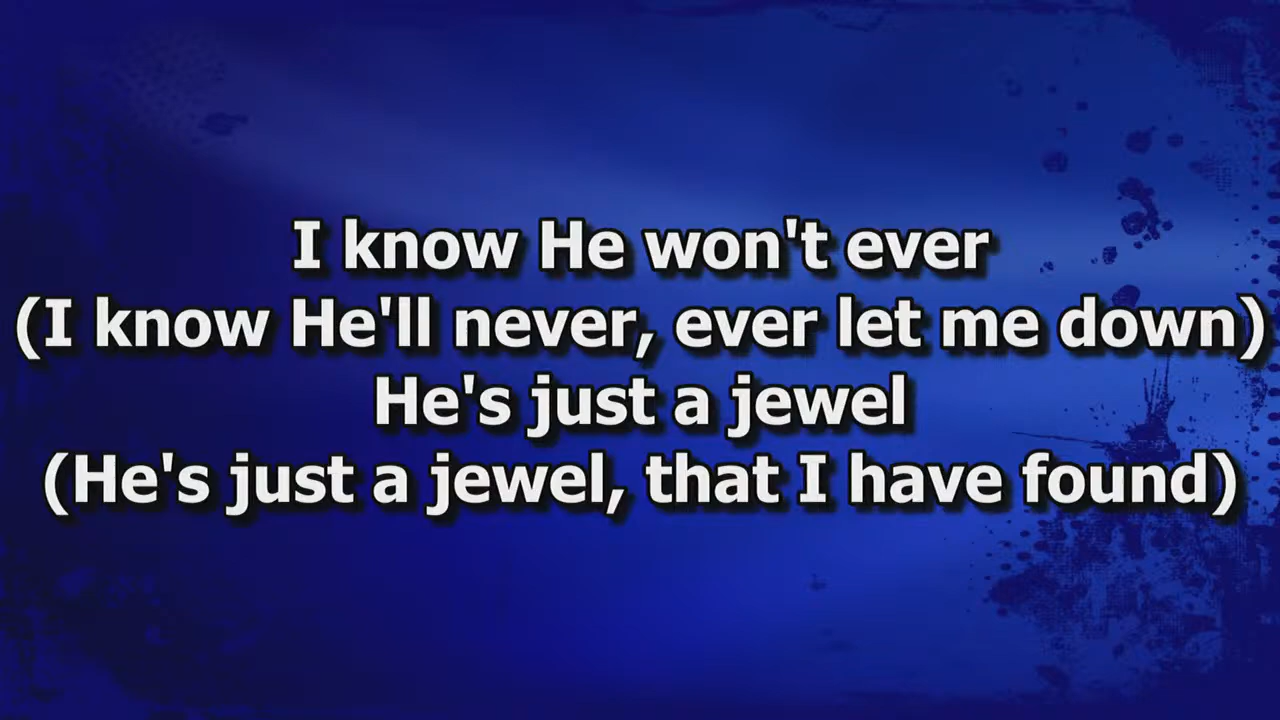 I know He won't ever
(I know He'll never, ever let me down)
He's just a jewel
(He's just a jewel, that I have found)